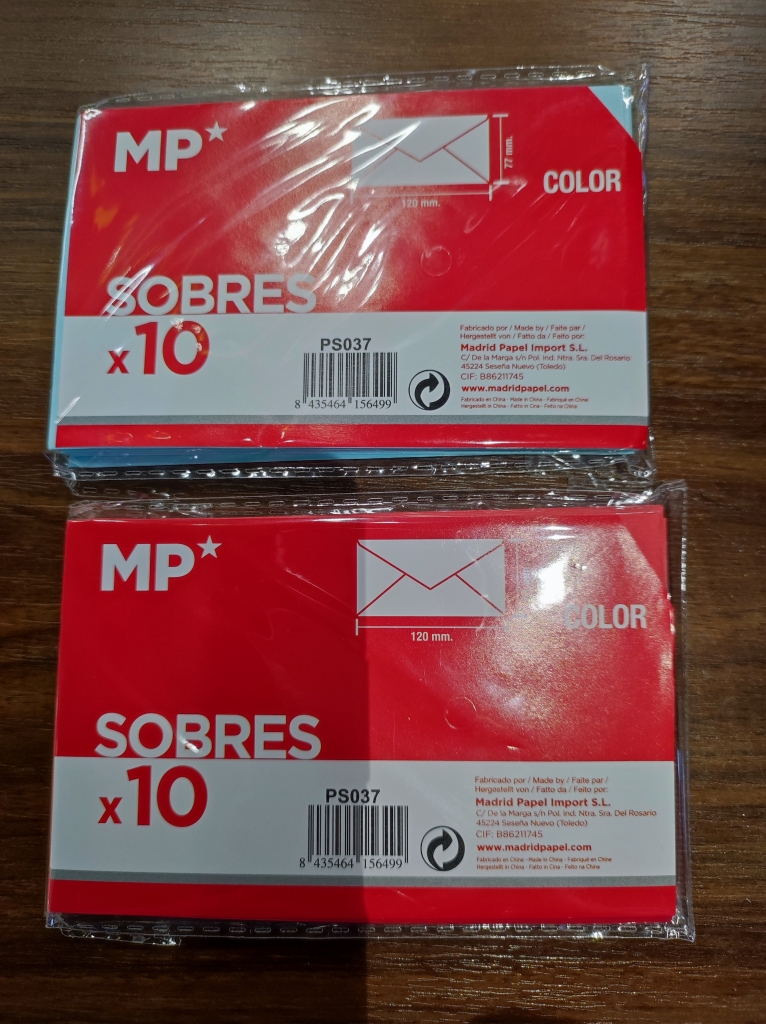 MP
77 mm.
120 mm.
COLOR
SOBRES
x10
PS037
8 435464 156499
Fabricado por / Made by / Faite par /
Hergestellt von / Fatto da / Feito por:
Madrid Papel Import S.L.
C/ De la Marga s/n Pol. Ind. Ntra. Sra. Del Rosario
45224 Seseña Nuevo (Toledo)
CIF: B86211745
www.madridpapel.com
Fabricado en China - Made in China - Fabriqué en China
Hergestellt in China - Fatto in Cina - Feito na China
MP
120 mm.
COLOR
SOBRES
x10
PS037
8 435464 156499
Fabricado por / Made by / Faite par /
Hergestellt von / Fatto da / Feito por:
Madrid Papel Import S.L.
C/ De la Marga s/n Pol. Ind. Ntra. Sra. Del Rosario
45224 Seseña Nuevo (Toledo)
CIF: B86211745
www.madridpapel.com
Fabricado en China - Made in China - Fabriqué en China
Hergestellt in China - Fatto in Cina - Feito na China